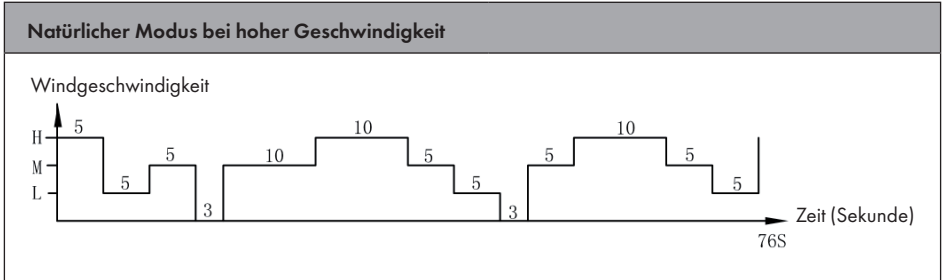 Natürlicher Modus bei hoher Geschwindigkeit
Windgeschwindigkeit
H 5 5 10 10 5 5 10 5
M 5 5 5
L 3 3
Zeit (Sekunde)
76S